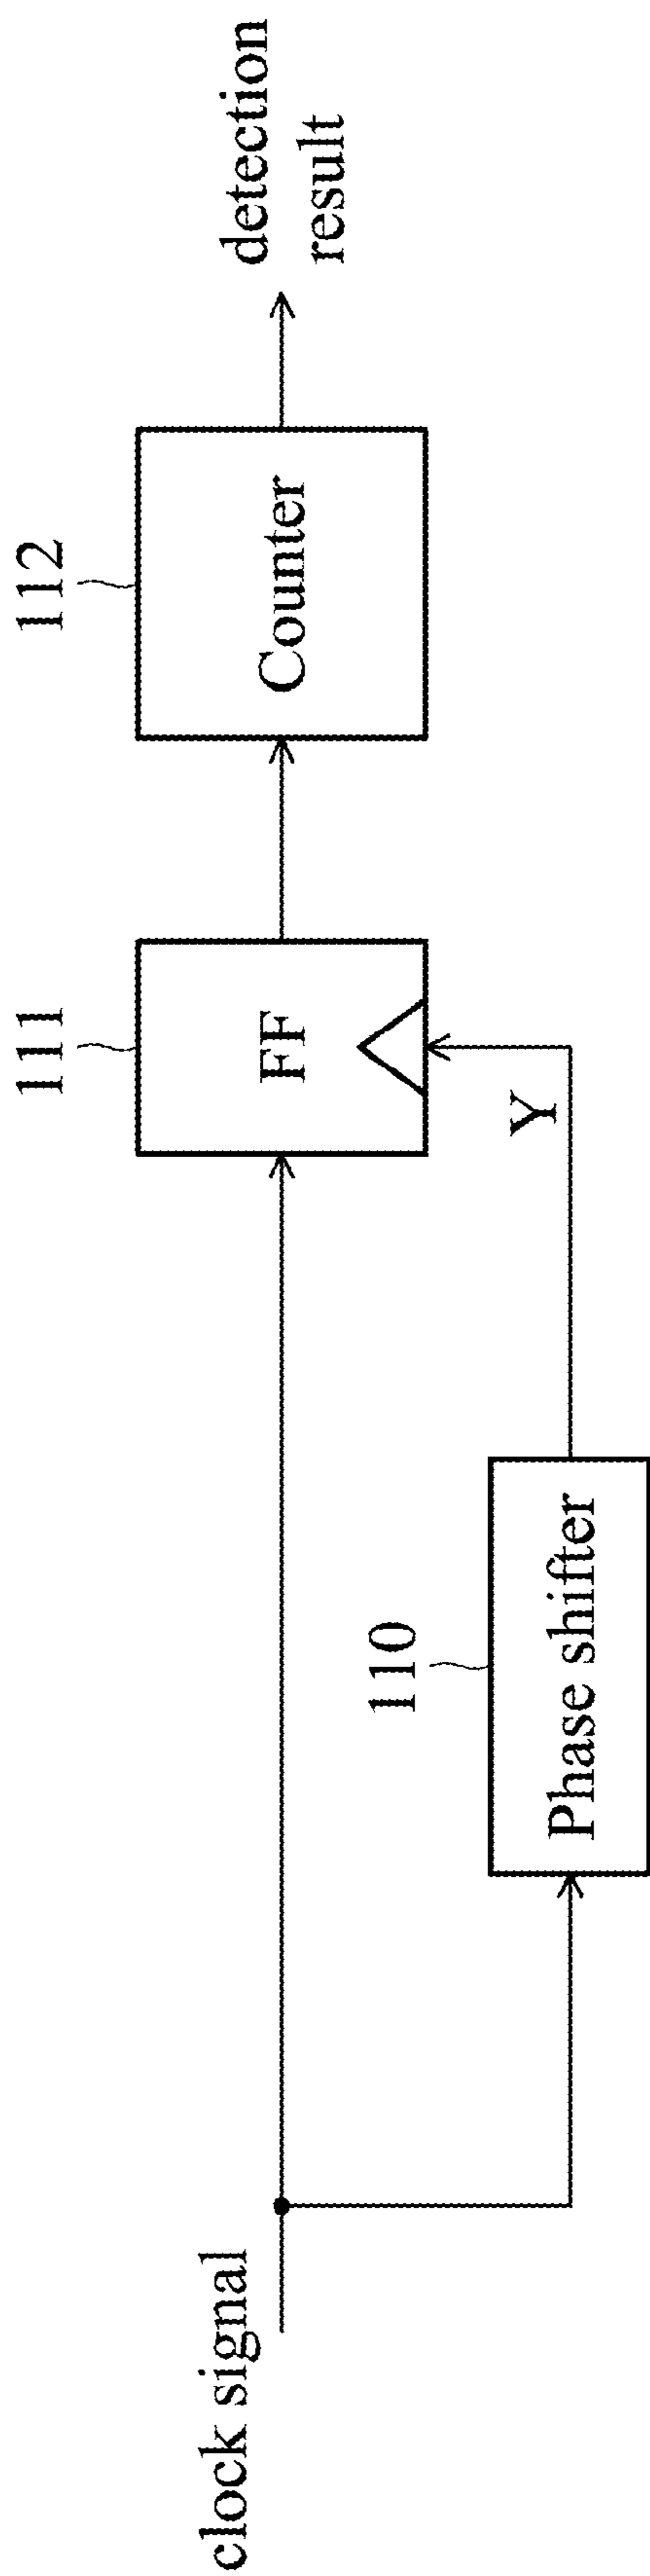 clock signal
110
Phase shifter
Y
111
FF
112
Counter
detection
result